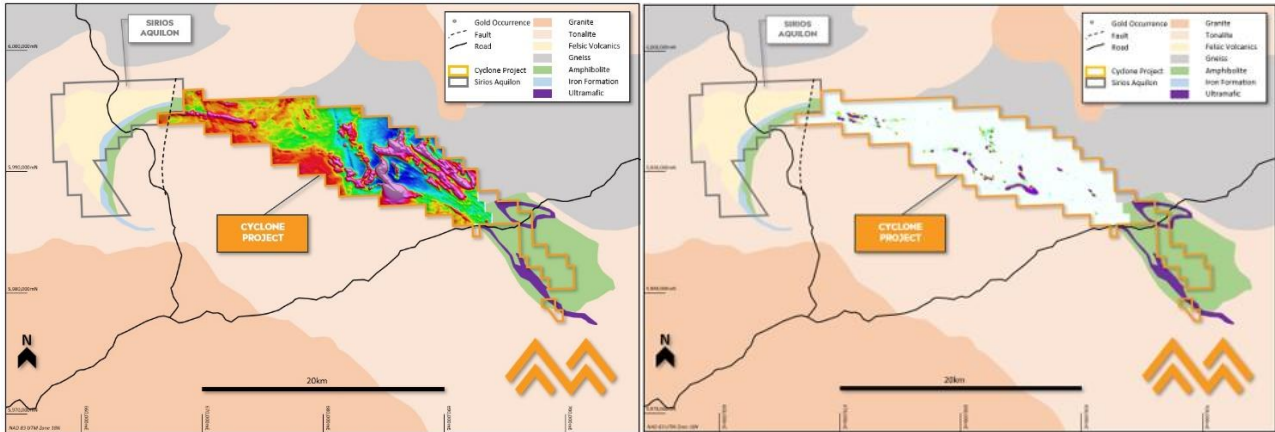 SIRIOS
AQUILON
Gold Occurrence
Fault
Road
Cyclone Project
Sirios Aquilon
Granite
Tonalite
Felsic Volcanics
Gneiss
Amphibolite
Iron Formation
Ultramafic
CYCLONE
PROJECT
N
20km
SIRIOS
AQUILON
Gold Occurrence
Fault
Road
Cyclone Project
Sirios Aquilon
Granite
Tonalite
Felsic Volcanics
Gneiss
Amphibolite
Iron Formation
Ultramafic
CYCLONE
PROJECT
N
20km